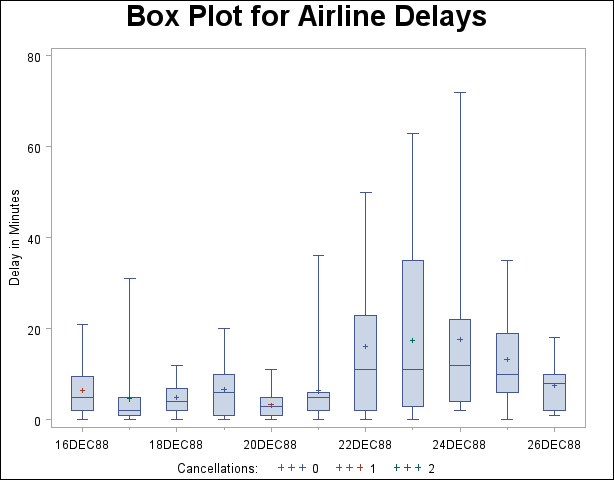 Box Plot for Airline Delays
80
60
40
20
0
Delay in Minutes
16DEC88 18DEC88 20DEC88 22DEC88 24DEC88 26DEC88
Cancellations: +++ 0 +++ 1 +++ 2